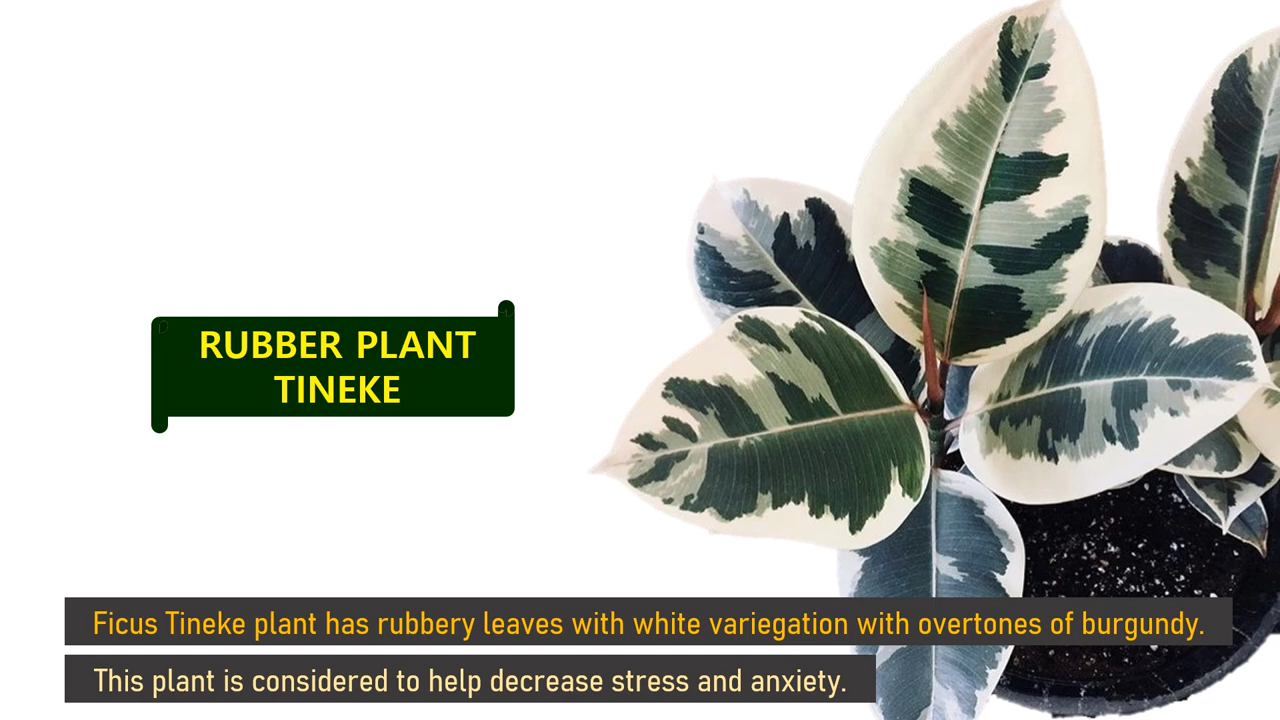 RUBBER PLANT
TINEKE
Ficus Tineke plant has rubbery leaves with white variegation with overtones of burgundy.
This plant is considered to help decrease stress and anxiety.